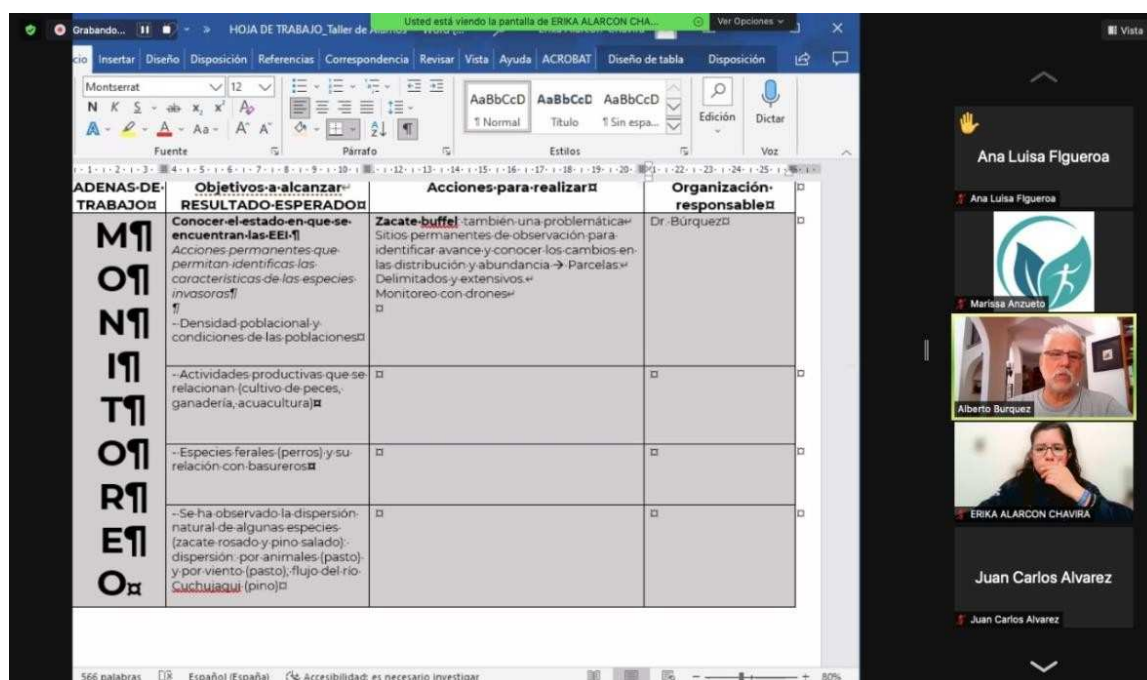 Grabando...
HOJA DE TRABAJO_Taller de
Usted está viendo la pantalla de ERIKA ALARCON CHA...
Ver Opciones
Vista
cio Insertar Diseño Disposición Referencias Correspondencia Revisar Vista Ayuda ACROBAT Diseño de tabla Disposición
Montserrat 12
N K S ab x, x² A
A A Aa A A
AaBbCcD AaBbCcD AaBbCcD
¶ Normal Título ¶ Sin espa...
Edición Dictar
Fuente Párrafo Estilos Voz
ADENAS·DE·
TRABAJO¤
Objetivos·a·alcanzar↵
RESULTADO·ESPERADO¤
Acciones·para·realizar¤
Organización·
responsable¤
M¶
O¶
N¶
I¶
T¶
O¶
R¶
E¶
O¤
Conocer·el·estado·en·que·se·
encuentran·las·EEI·¶
Acciones·permanentes·que·
permitan·identificas·las·
características·de·las·especies·
invasoras¶
¶
-·Densidad·poblacional·y·
condiciones·de·las·poblaciones¤
Zacate·buffel·también·una·problemática↵
Sitios·permanentes·de·observación·para·
identificar·avance·y·conocer·los·cambios·en·
las·distribución·y·abundancia·→·Parcelas·↵
Delimitados·y·extensivos.↵
Monitoreo·con·drones↵
¤
Dr.·Búrquez¤
-·Actividades·productivas·que·se·
relacionan·(cultivo·de·peces,·
ganadería,·acuacultura)¤
-·Especies·ferales·(perros)·y·su·
relación·con·basureros¤
-·Se·ha·observado·la·dispersión·
natural·de·algunas·especies·
(zacate·rosado·y·pino·salado):·
dispersión:·por·animales·(pasto)·
y·por·viento·(pasto);·flujo·del·río·
Cuchujaqui·(pino)¤
566 palabras Español (España) Accesibilidad: es necesario investigar 80%
Ana Luisa FIgueroa
Ana Luisa FIgueroa
Marissa Anzueto
Alberto Burquez
ERIKA ALARCON CHAVIRA
Juan Carlos Alvarez
Juan Carlos Alvarez